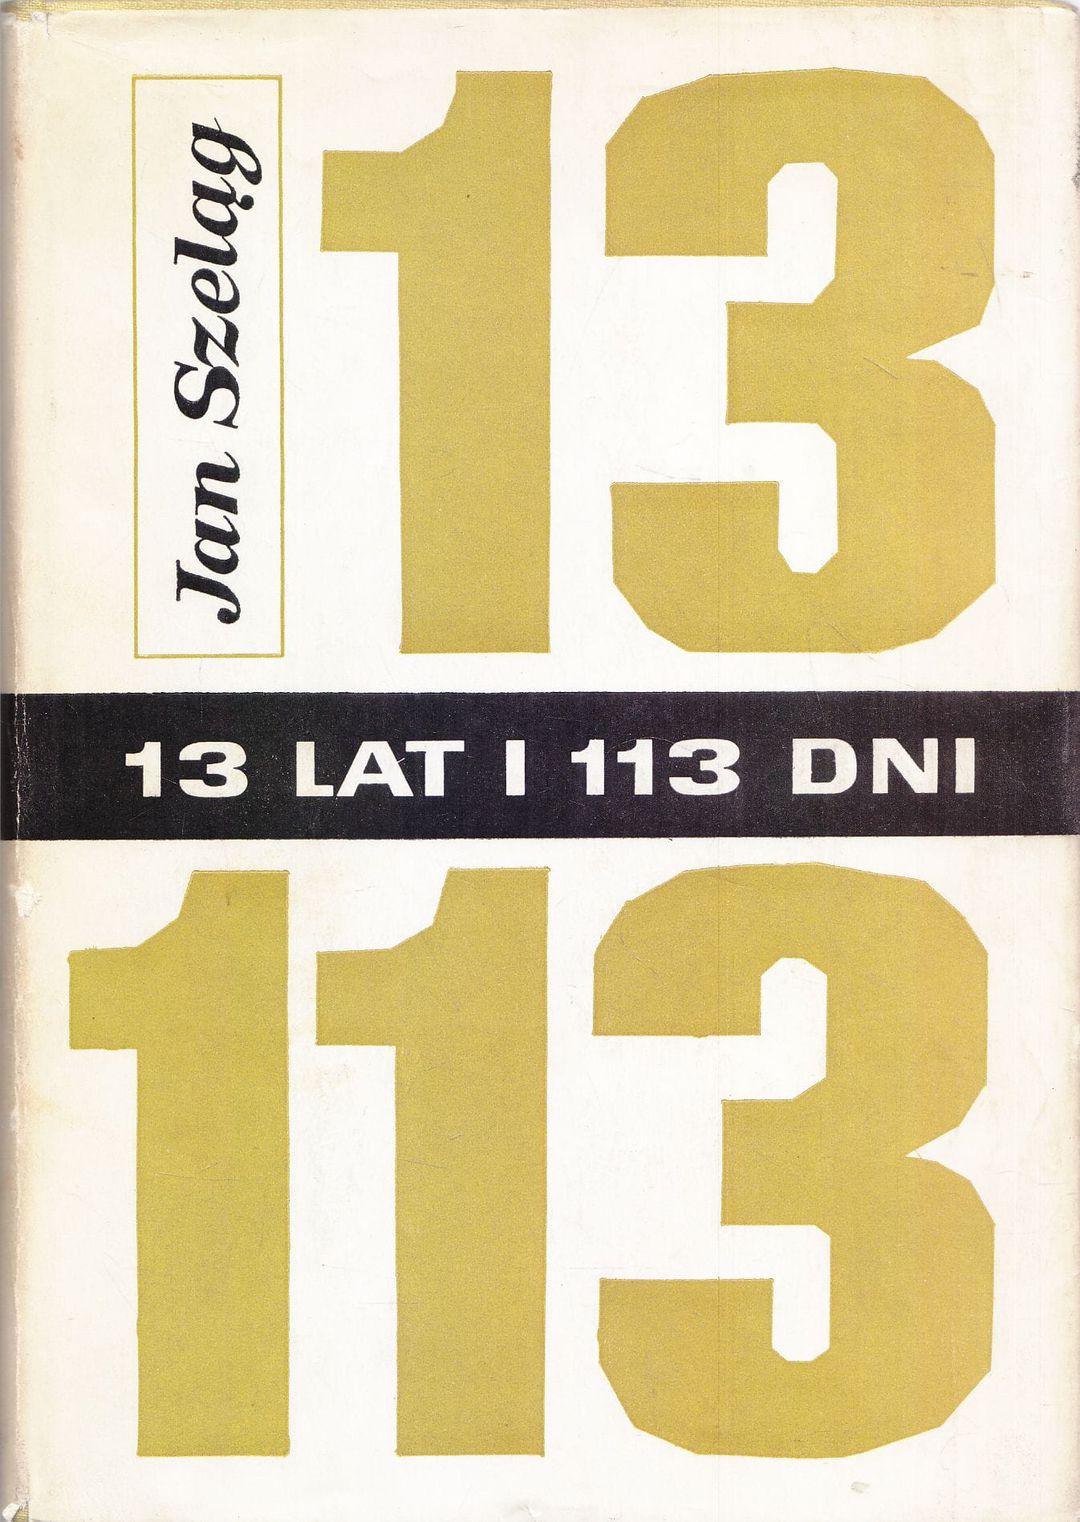 Jan Szeląg
13
13 LAT I 113 DNI
113